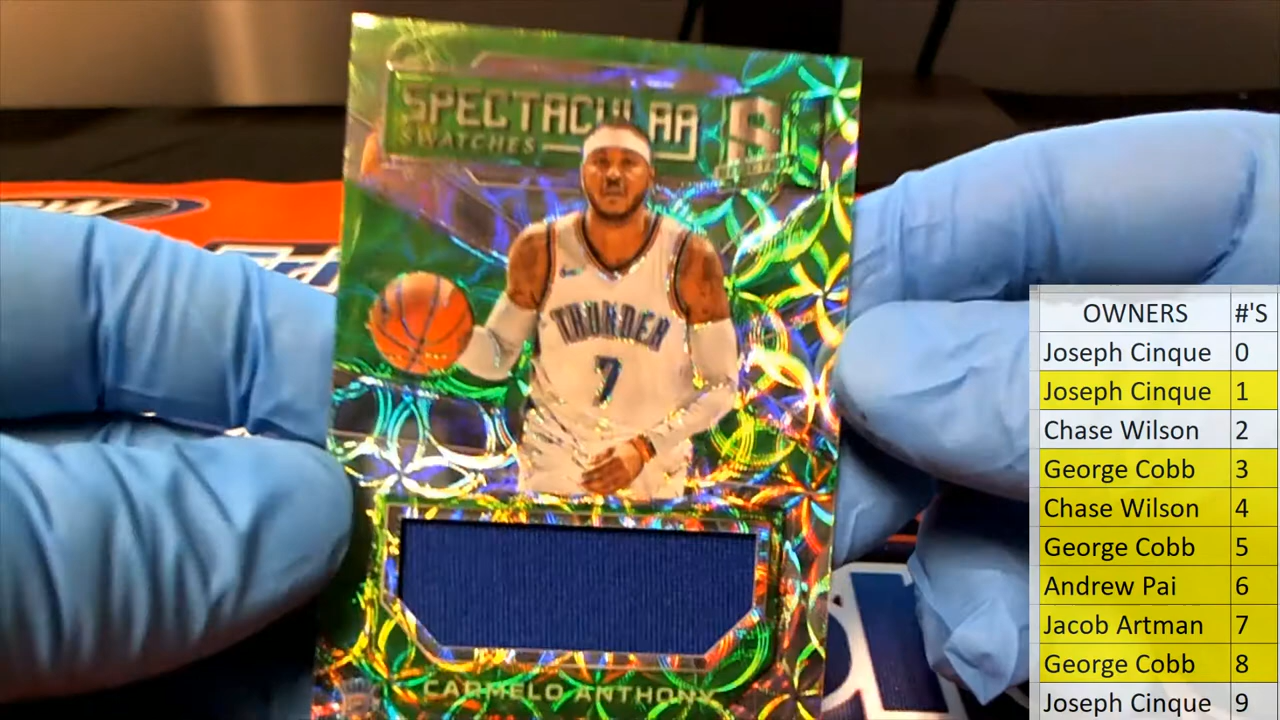 SPECTACULAR
SWATCHES
THUNDER
7
CARMELO ANTHONY
OWNERS #'S
Joseph Cinque 0
Joseph Cinque 1
Chase Wilson 2
George Cobb 3
Chase Wilson 4
George Cobb 5
Andrew Pai 6
Jacob Artman 7
George Cobb 8
Joseph Cinque 9